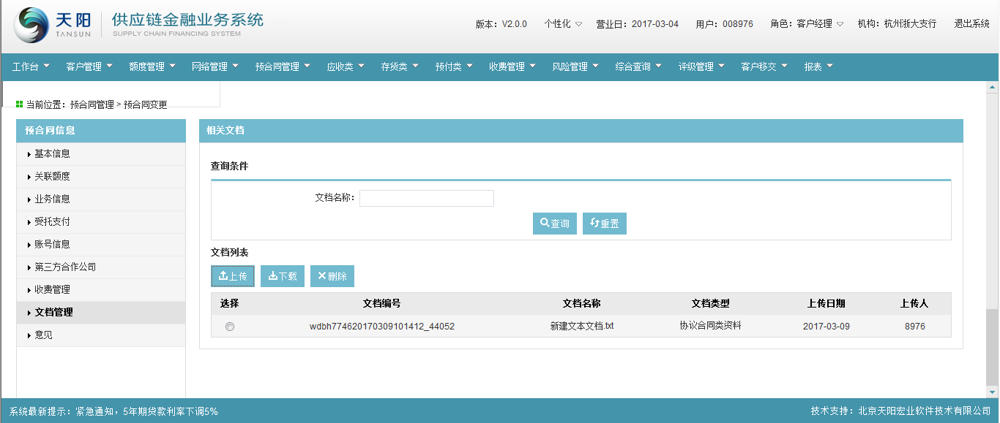 天阳
TANSUN
供应链金融业务系统
SUPPLY CHAIN FINANCING SYSTEM
版本：V2.0.0 个性化 营业日：2017-03-04 用户：008976 角色：客户经理 机构：杭州浙大支行 退出系统
工作台 客户管理 额度管理 网络管理 预合同管理 应收类 存货类 预付类 收费管理 风险管理 综合查询 评级管理 客户移交 报表
当前位置：预合同管理 > 预合同变更
预合同信息
基本信息
关联额度
业务信息
受托支付
账号信息
第三方合作公司
收费管理
文档管理
意见
相关文档
查询条件
文档名称：
查询 重置
文档列表
上传 下载 删除
选择 文档编号 文档名称 文档类型 上传日期 上传人
wdbh774620170309101412_44052 新建文本文档.txt 协议合同类资料 2017-03-09 8976
系统最新提示：紧急通知，5年期贷款利率下调5% 技术支持：北京天阳宏业软件技术有限公司